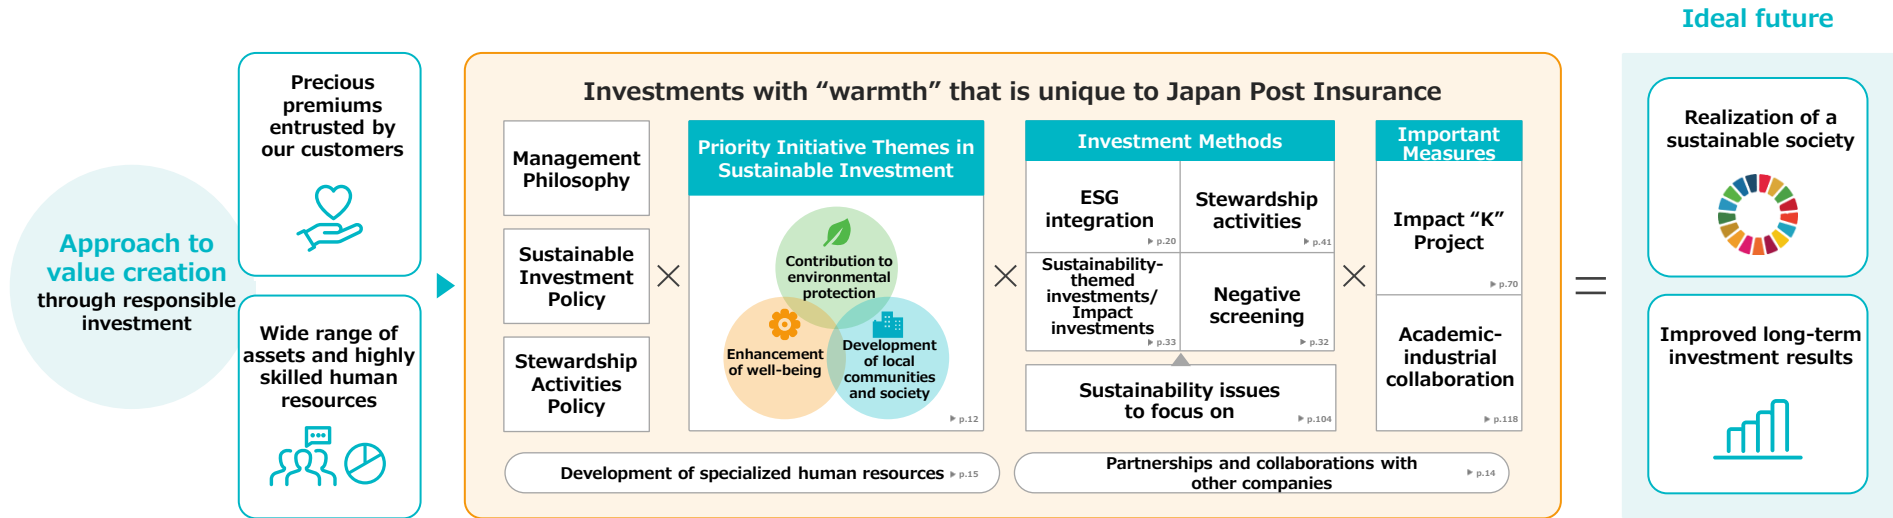 Ideal future
Approach to
value creation
through responsible
investment
Precious
premiums
entrusted by
our customers
Wide range of
assets and highly
skilled human
resources
Investments with “warmth” that is unique to Japan Post Insurance
Management
Philosophy
Sustainable
Investment
Policy
Stewardship
Activities
Policy
×
Priority Initiative Themes in
Sustainable Investment
Contribution to
environmental
protection
Enhancement
of well-being
Development
of local
communities
and society
▶ p.12
×
Investment Methods
ESG
integration
▶ p.20
Stewardship
activities
▶ p.41
Sustainability-
themed
investments/
Impact
investments
▶ p.33
Negative
screening
▶ p.32
Sustainability issues
to focus on
▶ p.104
×
Important
Measures
Impact “K”
Project
▶ p.70
Academic-
industrial
collaboration
▶ p.118
Development of specialized human resources ▶ p.15
Partnerships and collaborations with
other companies
▶ p.14
=
Realization of a
sustainable society
Improved long-term
investment results